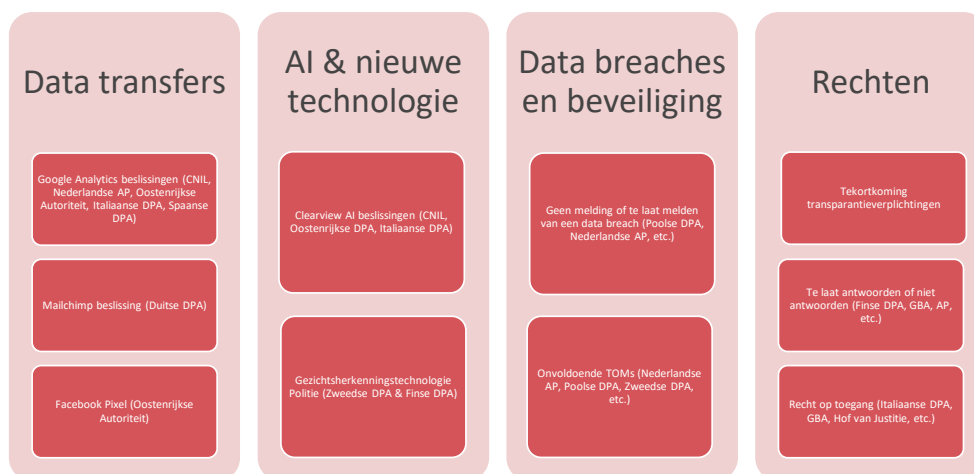 Data transfers
Google Analytics beslissingen (CNIL,
Nederlandse AP, Oostenrijkse
Autoriteit, Italiaanse DPA, Spaanse
DPA)
Mailchimp beslissing (Duitse DPA)
Facebook Pixel (Oostenrijkse
Autoriteit)
AI & nieuwe
technologie
Clearview AI beslissingen (CNIL,
Oostenrijkse DPA, Italiaanse DPA)
Gezichtsherkenningstechnologie
Politie (Zweedse DPA & Finse DPA)
Data breaches
en beveiliging
Geen melding of te laat melden
van een data breach (Poolse DPA,
Nederlandse AP, etc.)
Onvoldoende TOMs (Nederlandse
AP, Poolse DPA, Zweedse DPA,
etc.)
Rechten
Tekortkoming
transparantieverplichtingen
Te laat antwoorden of niet
antwoorden (Finse DPA, GBA, AP,
etc.)
Recht op toegang (Italiaanse DPA,
GBA, Hof van Justitie, etc.)